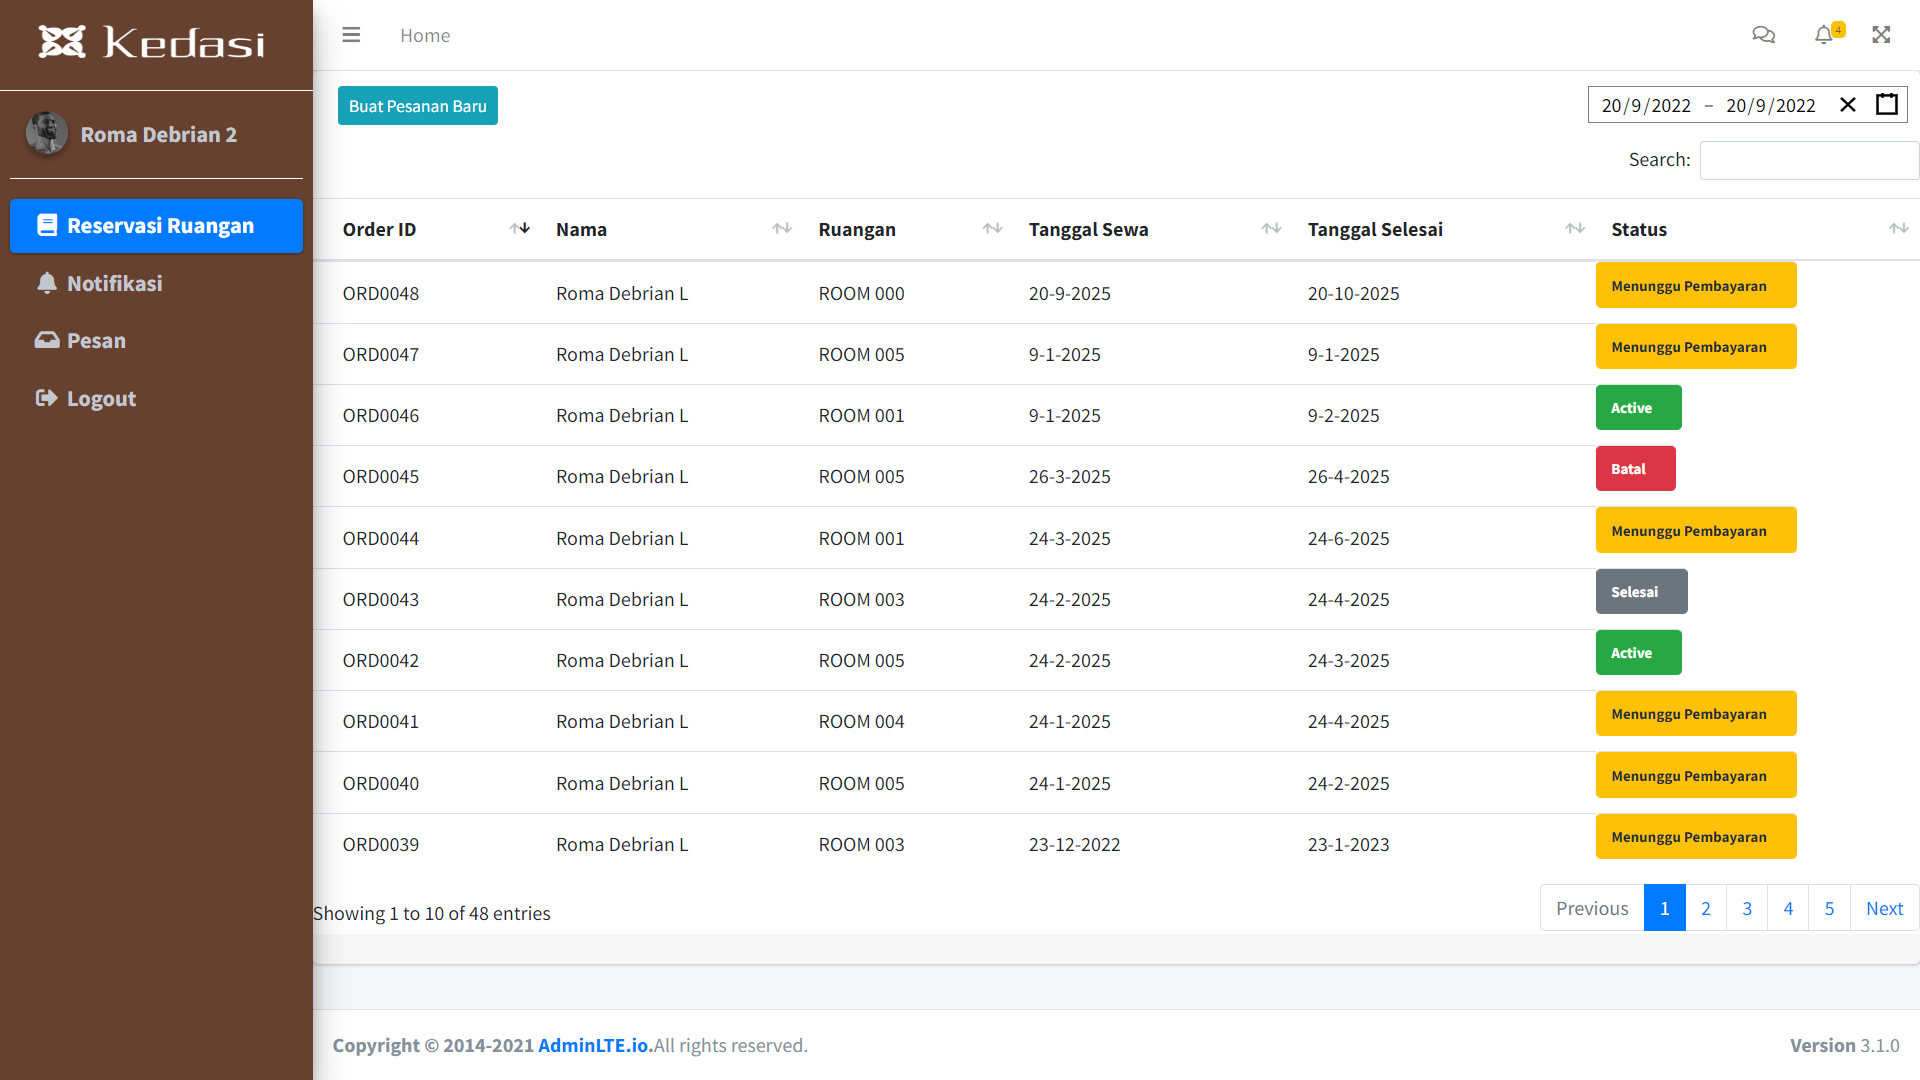 Kedasi
Home
4
Roma Debrian 2
Reservasi Ruangan
Notifikasi
Pesan
Logout
Buat Pesanan Baru
20/9/2022 – 20/9/2022
Search:
Order ID Nama Ruangan Tanggal Sewa Tanggal Selesai Status
ORD0048 Roma Debrian L ROOM 000 20-9-2025 20-10-2025 Menunggu Pembayaran
ORD0047 Roma Debrian L ROOM 005 9-1-2025 9-1-2025 Menunggu Pembayaran
ORD0046 Roma Debrian L ROOM 001 9-1-2025 9-2-2025 Active
ORD0045 Roma Debrian L ROOM 005 26-3-2025 26-4-2025 Batal
ORD0044 Roma Debrian L ROOM 001 24-3-2025 24-6-2025 Menunggu Pembayaran
ORD0043 Roma Debrian L ROOM 003 24-2-2025 24-4-2025 Selesai
ORD0042 Roma Debrian L ROOM 005 24-2-2025 24-3-2025 Active
ORD0041 Roma Debrian L ROOM 004 24-1-2025 24-4-2025 Menunggu Pembayaran
ORD0040 Roma Debrian L ROOM 005 24-1-2025 24-2-2025 Menunggu Pembayaran
ORD0039 Roma Debrian L ROOM 003 23-12-2022 23-1-2023 Menunggu Pembayaran
Showing 1 to 10 of 48 entries
Previous 1 2 3 4 5 Next
Copyright © 2014-2021 AdminLTE.io.All rights reserved.
Version 3.1.0